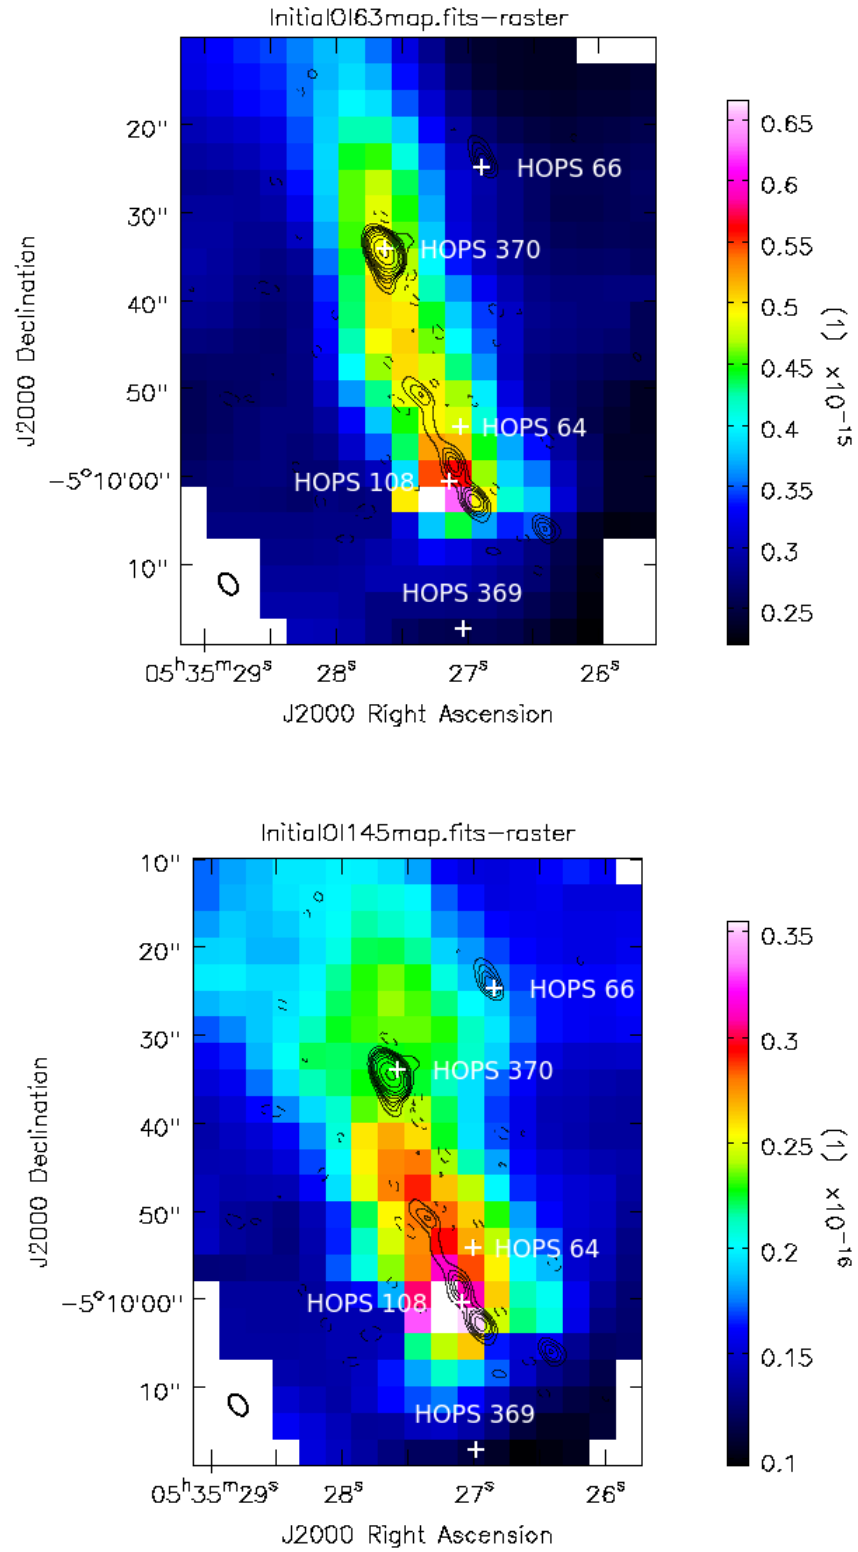 InitialOI63map.fits-raster
20"
30"
40"
50"
-5°10'00"
10"
J2000 Declination
HOPS 66
HOPS 370
HOPS 64
HOPS 108
HOPS 369
05ʰ35ᵐ29ˢ
28ˢ
27ˢ
26ˢ
J2000 Right Ascension
0.65
0.6
0.55
0.5
0.45
0.4
0.35
0.3
0.25
(1) ×10⁻¹⁵
InitialOI145map.fits-raster
10"
20"
30"
40"
50"
-5°10'00"
10"
J2000 Declination
HOPS 66
HOPS 370
HOPS 64
HOPS 108
HOPS 369
05ʰ35ᵐ29ˢ
28ˢ
27ˢ
26ˢ
J2000 Right Ascension
0.35
0.3
0.25
0.2
0.15
0.1
(1) ×10⁻¹⁶